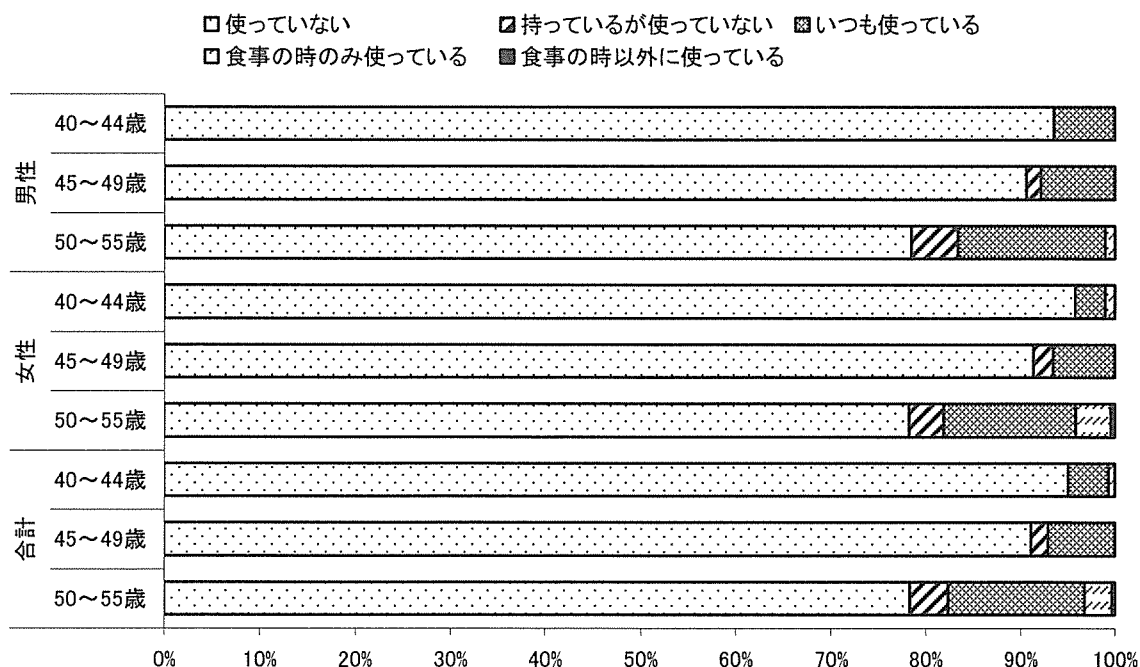 使っていない 持っているが使っていない いつも使っている
食事の時のみ使っている 食事の時以外に使っている
男性
40～44歳
45～49歳
50～55歳
女性
40～44歳
45～49歳
50～55歳
合計
40～44歳
45～49歳
50～55歳
0% 10% 20% 30% 40% 50% 60% 70% 80% 90% 100%